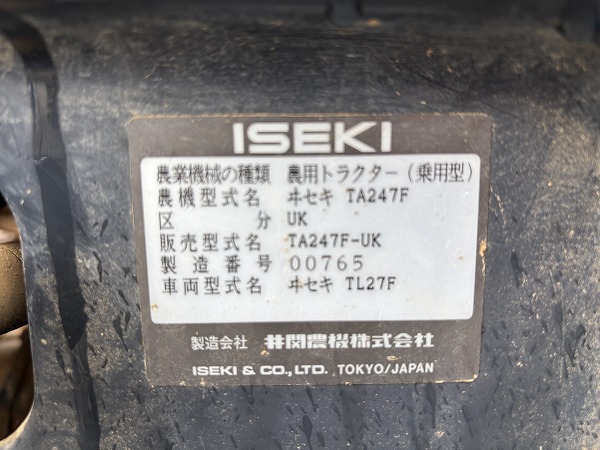 ISEKI
農業機械の種類 農用トラクター(乗用型)
農機型式名 ヰセキ TA247F
区分 UK
販売型式名 TA247F-UK
製造番号 00765
車両型式名 ヰセキ TL27F
製造会社 井関農機株式会社
ISEKI & CO., LTD. TOKYO/JAPAN